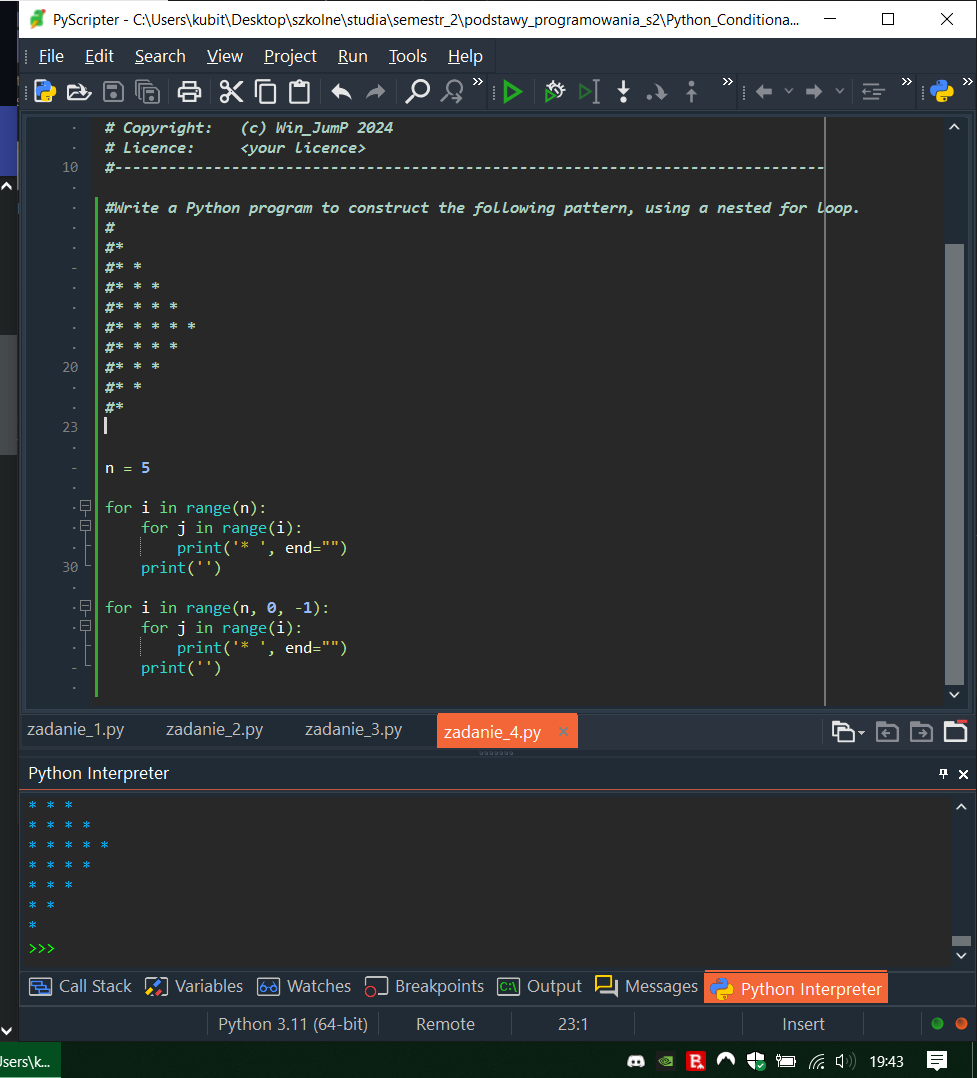 PyScripter - C:\Users\kubit\Desktop\szkolne\studia\semestr_2\podstawy_programowania_s2\Python_Conditiona...
File Edit Search View Project Run Tools Help
# Copyright:   (c) Win_JumP 2024
# Licence:     <your licence>
10 #-------------------------------------------------------------------------------
#Write a Python program to construct the following pattern, using a nested for loop.
#
#*
#* *
#* * *
#* * * *
#* * * * *
#* * * *
20 #* * *
#* *
#*
23
n = 5
for i in range(n):
    for j in range(i):
        print('* ', end="")
30     print('')
for i in range(n, 0, -1):
    for j in range(i):
        print('* ', end="")
    print('')
zadanie_1.py zadanie_2.py zadanie_3.py zadanie_4.py
Python Interpreter
* * *
* * * *
* * * * *
* * * *
* * *
* *
*
>>>
Call Stack Variables Watches Breakpoints C:\ Output Messages Python Interpreter
Python 3.11 (64-bit) Remote 23:1 Insert
Jsers\k... 19:43